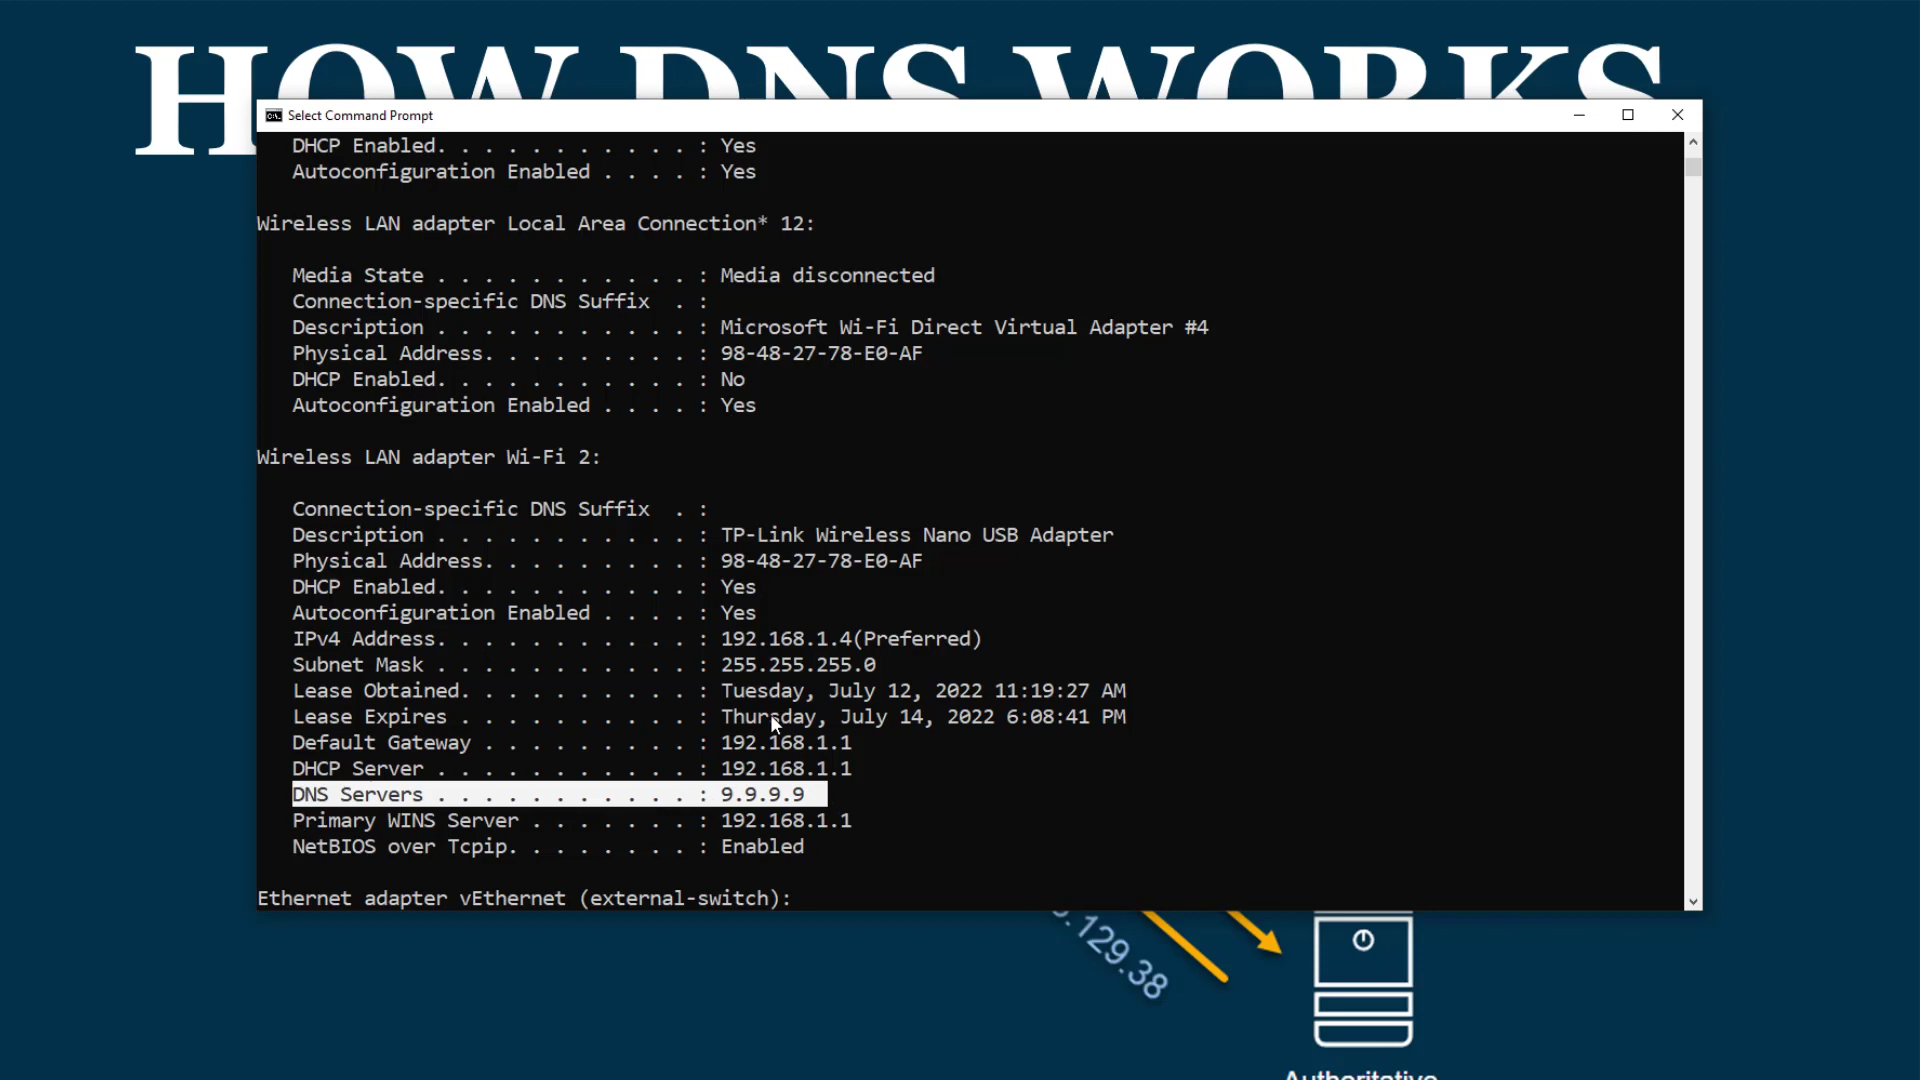 HOW DNS WORKS
Select Command Prompt
DHCP Enabled. . . . . . . . . . . : Yes
Autoconfiguration Enabled . . . . : Yes
Wireless LAN adapter Local Area Connection* 12:
Media State . . . . . . . . . . . : Media disconnected
Connection-specific DNS Suffix  . :
Description . . . . . . . . . . . : Microsoft Wi-Fi Direct Virtual Adapter #4
Physical Address. . . . . . . . . : 98-48-27-78-E0-AF
DHCP Enabled. . . . . . . . . . . : No
Autoconfiguration Enabled . . . . : Yes
Wireless LAN adapter Wi-Fi 2:
Connection-specific DNS Suffix  . :
Description . . . . . . . . . . . : TP-Link Wireless Nano USB Adapter
Physical Address. . . . . . . . . : 98-48-27-78-E0-AF
DHCP Enabled. . . . . . . . . . . : Yes
Autoconfiguration Enabled . . . . : Yes
IPv4 Address. . . . . . . . . . . : 192.168.1.4(Preferred)
Subnet Mask . . . . . . . . . . . : 255.255.255.0
Lease Obtained. . . . . . . . . . : Tuesday, July 12, 2022 11:19:27 AM
Lease Expires . . . . . . . . . . : Thursday, July 14, 2022 6:08:41 PM
Default Gateway . . . . . . . . . : 192.168.1.1
DHCP Server . . . . . . . . . . . : 192.168.1.1
DNS Servers . . . . . . . . . . . : 9.9.9.9
Primary WINS Server . . . . . . . : 192.168.1.1
NetBIOS over Tcpip. . . . . . . . : Enabled
Ethernet adapter vEthernet (external-switch):
.129.38
Authoritative